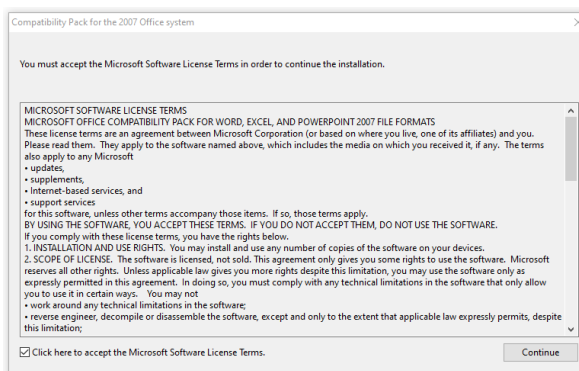 Compatibility Pack for the 2007 Office system
You must accept the Microsoft Software License Terms in order to continue the installation.
MICROSOFT SOFTWARE LICENSE TERMS
MICROSOFT OFFICE COMPATIBILITY PACK FOR WORD, EXCEL, AND POWERPOINT 2007 FILE FORMATS
These license terms are an agreement between Microsoft Corporation (or based on where you live, one of its affiliates) and you.
Please read them.  They apply to the software named above, which includes the media on which you received it, if any.  The terms
also apply to any Microsoft
• updates,
• supplements,
• Internet-based services, and
• support services
for this software, unless other terms accompany those items.  If so, those terms apply.
BY USING THE SOFTWARE, YOU ACCEPT THESE TERMS.  IF YOU DO NOT ACCEPT THEM, DO NOT USE THE SOFTWARE.
If you comply with these license terms, you have the rights below.
1. INSTALLATION AND USE RIGHTS.  You may install and use any number of copies of the software on your devices.
2. SCOPE OF LICENSE.  The software is licensed, not sold.  This agreement only gives you some rights to use the software.  Microsoft
reserves all other rights.  Unless applicable law gives you more rights despite this limitation, you may use the software only as
expressly permitted in this agreement.  In doing so, you must comply with any technical limitations in the software that only allow
you to use it in certain ways.   You may not
• work around any technical limitations in the software;
• reverse engineer, decompile or disassemble the software, except and only to the extent that applicable law expressly permits, despite
this limitation;
Click here to accept the Microsoft Software License Terms.
Continue